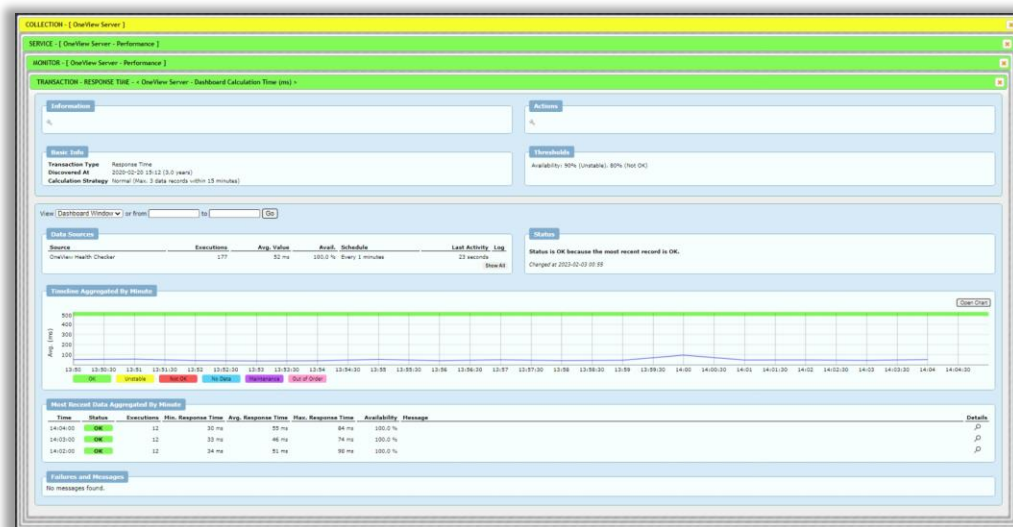 COLLECTION - [ OneView Server ]
SERVICE - [ OneView Server - Performance ]
MONITOR - [ OneView Server - Performance ]
TRANSACTION - RESPONSE TIME - < OneView Server - Dashboard Calculation Time (ms) >
Information
Actions
Basic Info
Transaction Type Response Time
Discovered At 2020-02-20 15:12 (3.0 years)
Calculation Strategy Normal (Max. 3 data records within 15 minutes)
Thresholds
Availability: 90% (Unstable). 80% (Not OK)
View Dashboard Window or from to Go
Data Sources
Source Executions Avg. Value Avail. Schedule Last Activity Log
OneView Health Checker 177 52 ms 100.0 % Every 1 minutes 23 seconds
Show All
Status
Status is OK because the most recent record is OK.
Changed at 2023-02-03 00:59
Timeline Aggregated By Minute
Open Chart
Avg. (ms)
500
400
300
200
100
13:50 13:50:30 13:51 13:51:30 13:52 13:52:30 13:53 13:53:30 13:54 13:54:30 13:55 13:55:30 13:56 13:56:30 13:57 13:57:30 13:58 13:58:30 13:59 13:59:30 14:00 14:00:30 14:01 14:01:30 14:02 14:02:30 14:03 14:03:30 14:04 14:04:30
OK Unstable Not OK No Data Maintenance Out of Order
Most Recent Data Aggregated By Minute
Time Status Executions Min. Response Time Avg. Response Time Max. Response Time Availability Message Details
14:04:00 OK 12 30 ms 55 ms 84 ms 100.0 %
14:03:00 OK 12 33 ms 46 ms 74 ms 100.0 %
14:02:00 OK 12 34 ms 51 ms 98 ms 100.0 %
Failures and Messages
No messages found.